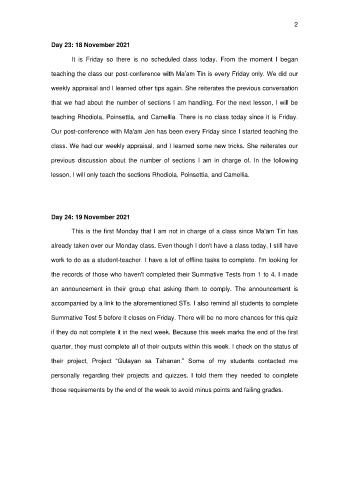 2
Day 23: 18 November 2021
It is Friday so there is no scheduled class today. From the moment I began
teaching the class our post-conference with Ma'am Tin is every Friday only. We did our
weekly appraisal and I learned other tips again. She reiterates the previous conversation
that we had about the number of sections I am handling. For the next lesson, I will be
teaching Rhodiola, Poinsettia, and Camellia. There is no class today since it is Friday.
Our post-conference with Ma'am Jen has been every Friday since I started teaching the
class. We had our weekly appraisal, and I learned some new tricks. She reiterates our
previous discussion about the number of sections I am in charge of. In the following
lesson, I will only teach the sections Rhodiola, Poinsettia, and Camellia.
Day 24: 19 November 2021
This is the first Monday that I am not in charge of a class since Ma'am Tin has
already taken over our Monday class. Even though I don't have a class today, I still have
work to do as a student-teacher. I have a lot of offline tasks to complete. I'm looking for
the records of those who haven't completed their Summative Tests from 1 to 4. I made
an announcement in their group chat asking them to comply. The announcement is
accompanied by a link to the aforementioned STs. I also remind all students to complete
Summative Test 5 before it closes on Friday. There will be no more chances for this quiz
if they do not complete it in the next week. Because this week marks the end of the first
quarter, they must complete all of their outputs within this week. I check on the status of
their project, Project “Gulayan sa Tahanan.” Some of my students contacted me
personally regarding their projects and quizzes. I told them they needed to complete
those requirements by the end of the week to avoid minus points and failing grades.